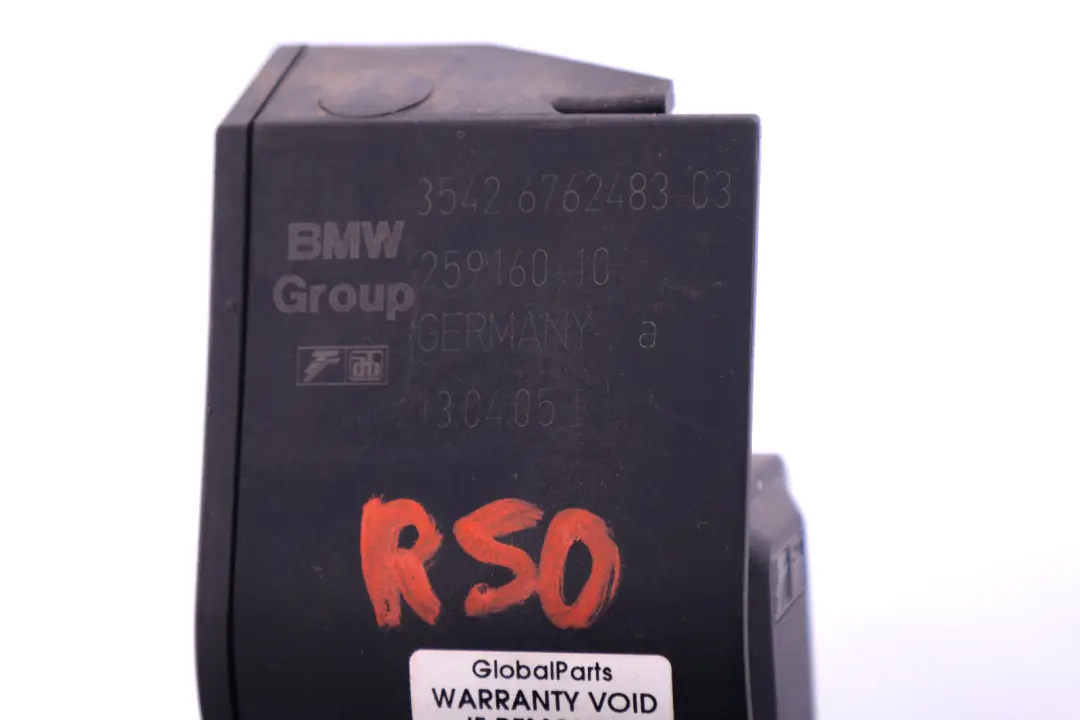 3542 6762483-03
BMW
Group
259160-10
GERMANY a
13.04.05
RSO
GlobalParts
WARRANTY VOID